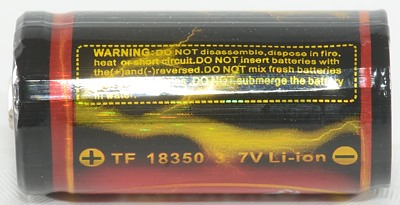 WARNING: DO NOT disassemble, dispose in fire,
heat or short circuit. DO NOT insert batteries with
the(+)and(-)reversed. DO NOT mix fresh batteries
DO NOT submerge the battery
+ TF 18350 3.7V Li-ion -